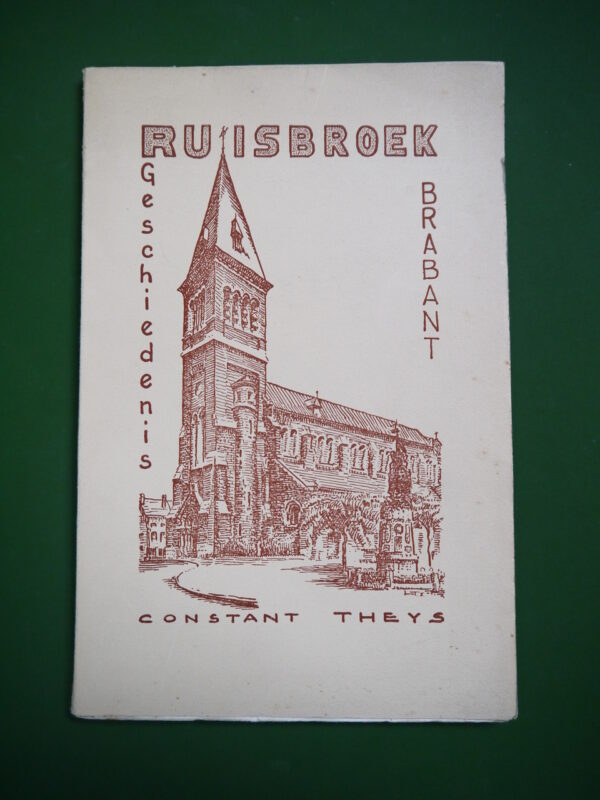 RUISBROEK
Geschiedenis
BRABANT
CONSTANT THEYS